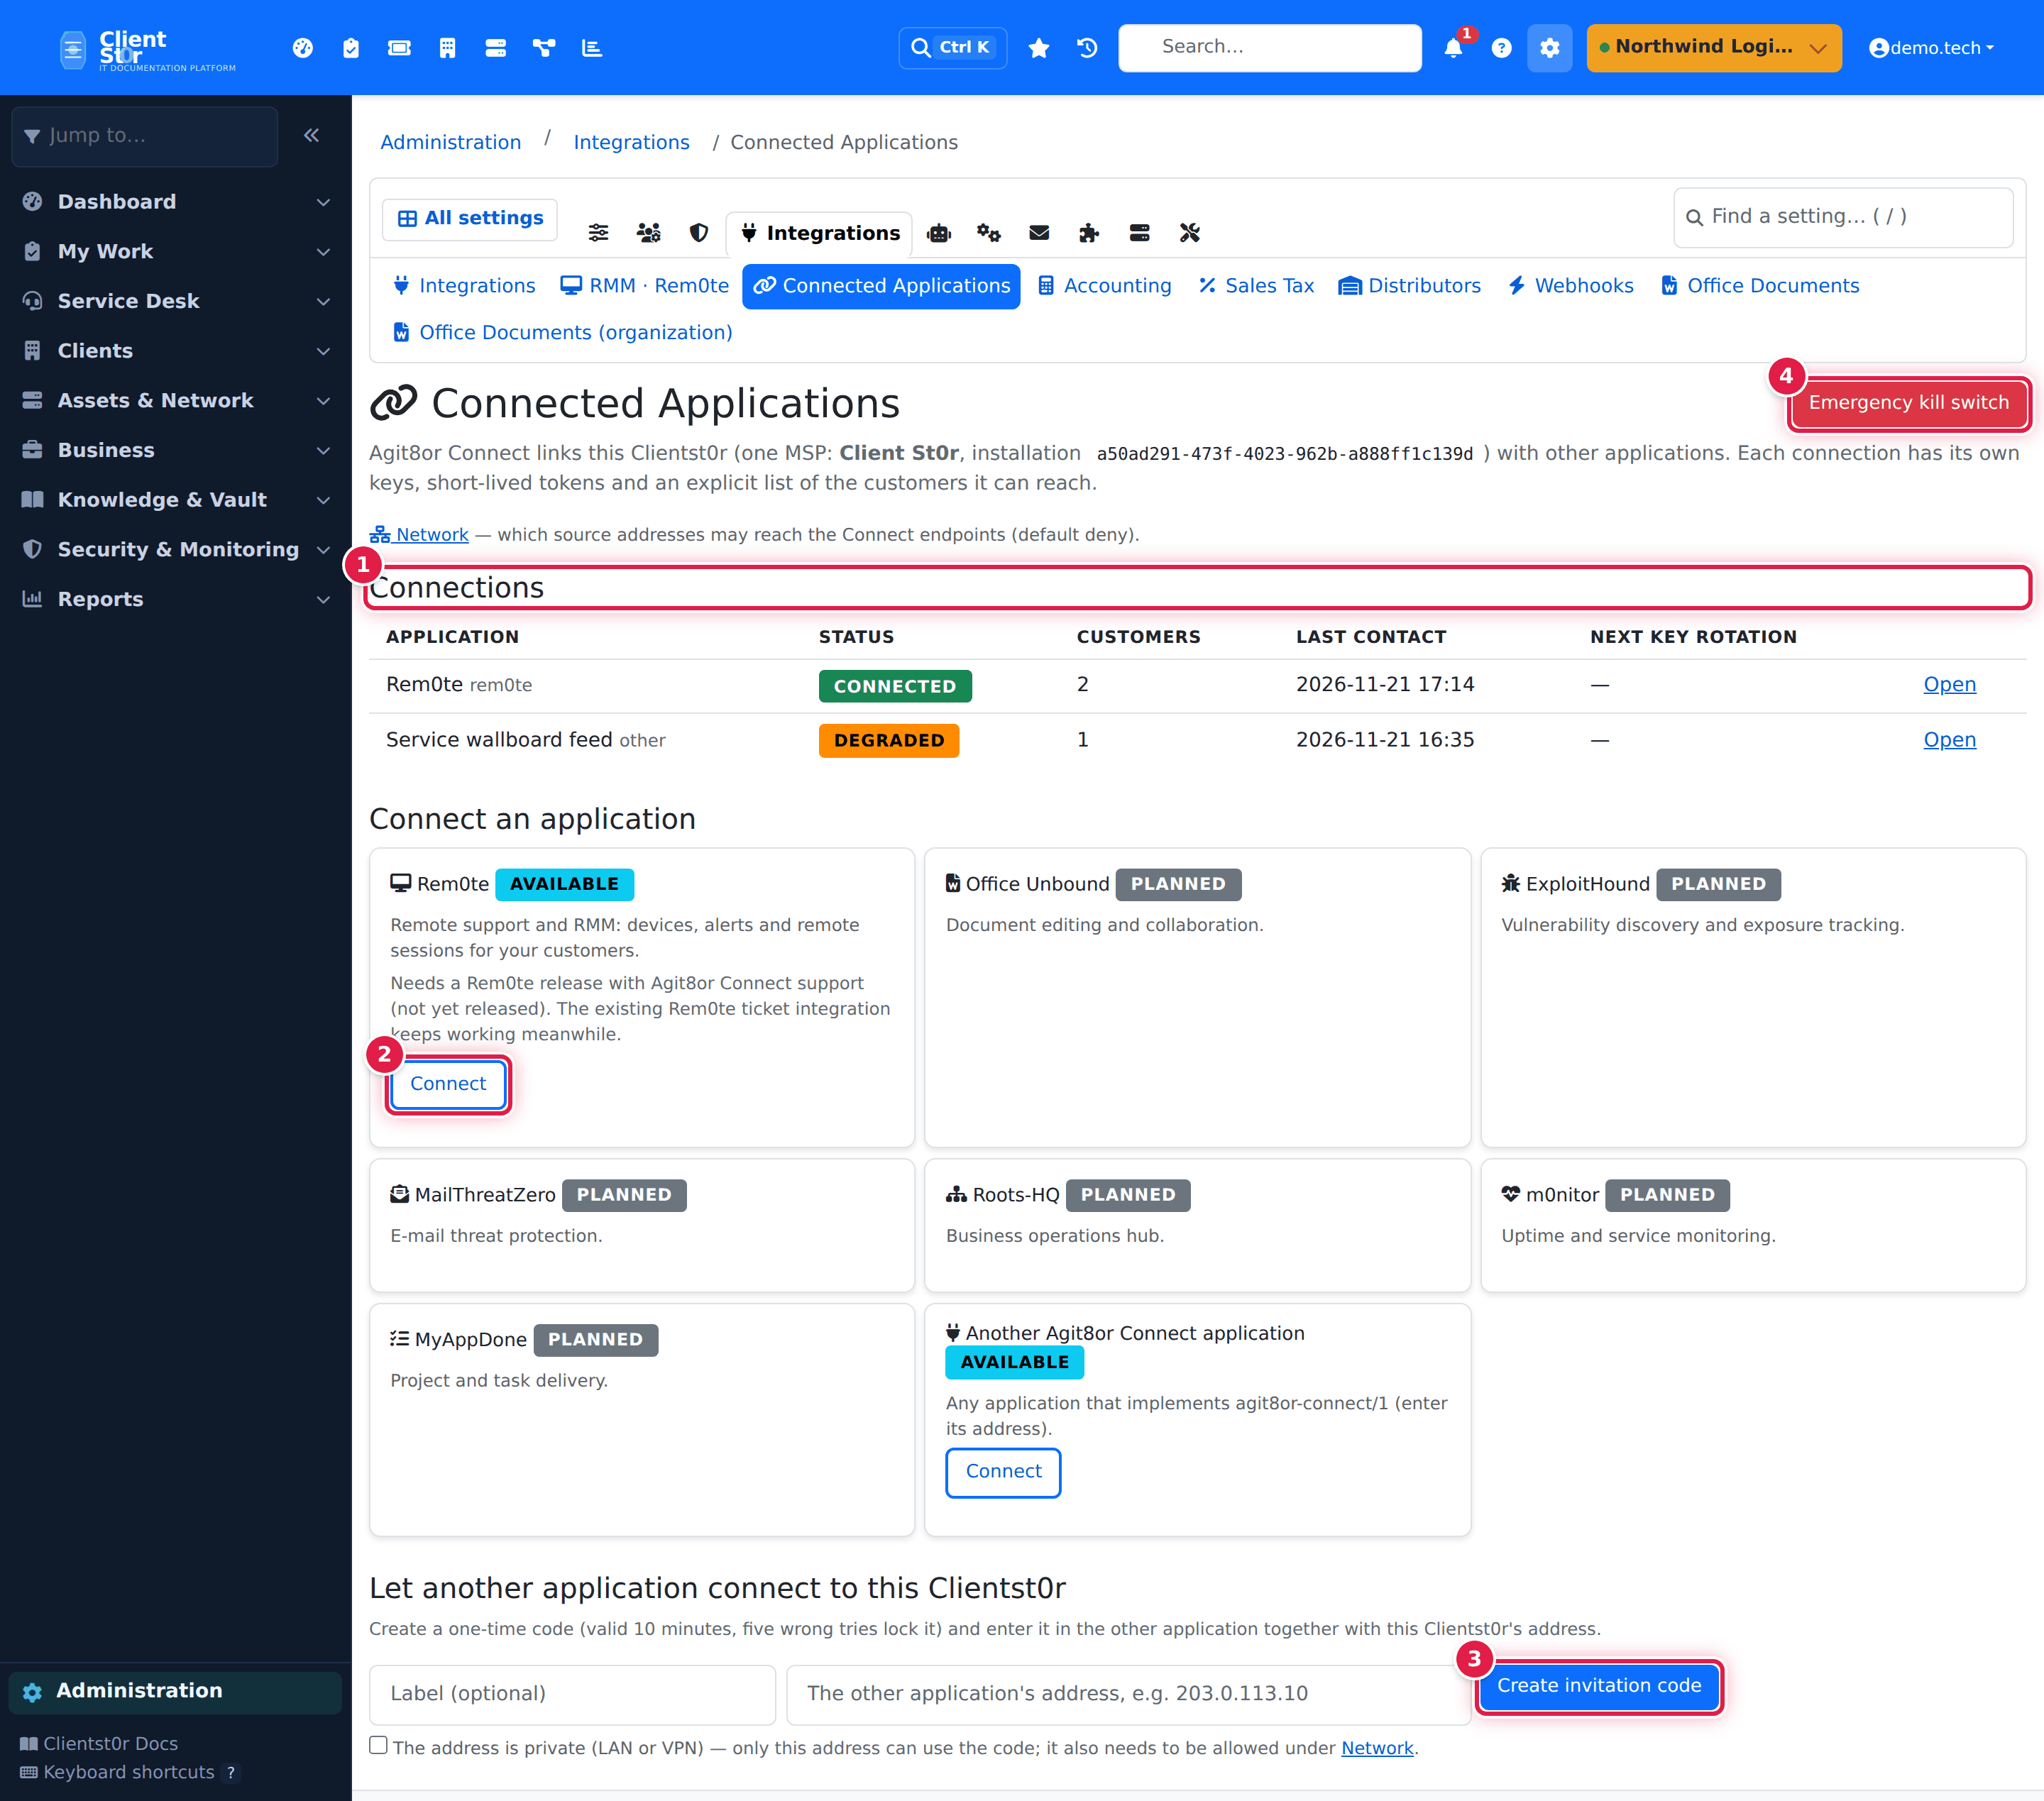 Client
St0r
IT DOCUMENTATION PLATFORM
Ctrl K
Search...
1
Northwind Logi...
demo.tech
Jump to...
Dashboard
My Work
Service Desk
Clients
Assets & Network
Business
Knowledge & Vault
Security & Monitoring
Reports
Administration
Clientst0r Docs
Keyboard shortcuts ?
Administration / Integrations / Connected Applications
All settings
Integrations
Find a setting... ( / )
Integrations
RMM · Rem0te
Connected Applications
Accounting
Sales Tax
Distributors
Webhooks
Office Documents
Office Documents (organization)
Connected Applications
4
Emergency kill switch
Agit8or Connect links this Clientst0r (one MSP: Client St0r, installation a50ad291-473f-4023-962b-a888ff1c139d ) with other applications. Each connection has its own
keys, short-lived tokens and an explicit list of the customers it can reach.
Network — which source addresses may reach the Connect endpoints (default deny).
1
Connections
APPLICATION STATUS CUSTOMERS LAST CONTACT NEXT KEY ROTATION
Rem0te rem0te CONNECTED 2 2026-11-21 17:14 — Open
Service wallboard feed other DEGRADED 1 2026-11-21 16:35 — Open
Connect an application
Rem0te AVAILABLE
Remote support and RMM: devices, alerts and remote
sessions for your customers.
Needs a Rem0te release with Agit8or Connect support
(not yet released). The existing Rem0te ticket integration
keeps working meanwhile.
2
Connect
Office Unbound PLANNED
Document editing and collaboration.
ExploitHound PLANNED
Vulnerability discovery and exposure tracking.
MailThreatZero PLANNED
E-mail threat protection.
Roots-HQ PLANNED
Business operations hub.
m0nitor PLANNED
Uptime and service monitoring.
MyAppDone PLANNED
Project and task delivery.
Another Agit8or Connect application
AVAILABLE
Any application that implements agit8or-connect/1 (enter
its address).
Connect
Let another application connect to this Clientst0r
Create a one-time code (valid 10 minutes, five wrong tries lock it) and enter it in the other application together with this Clientst0r's address.
Label (optional)
The other application's address, e.g. 203.0.113.10
3
Create invitation code
The address is private (LAN or VPN) — only this address can use the code; it also needs to be allowed under Network.